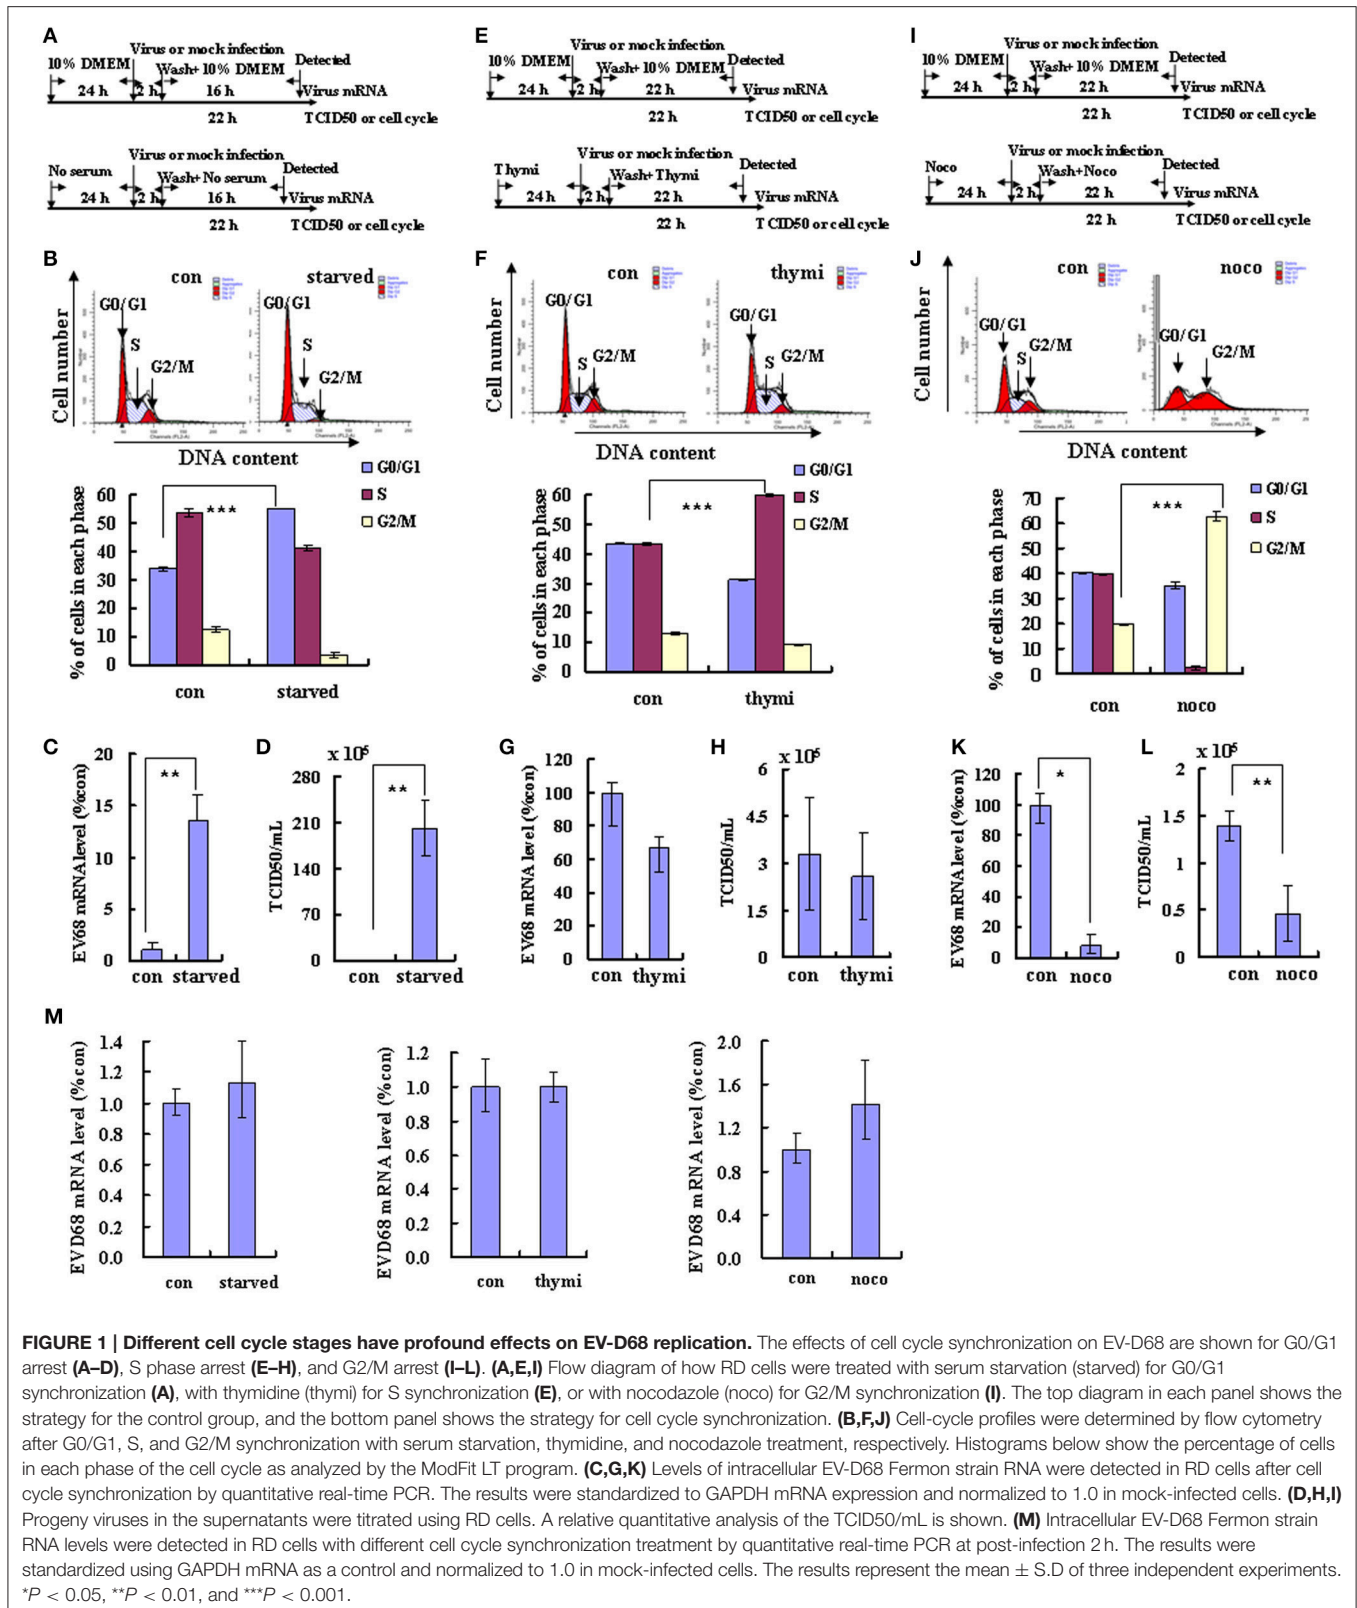 A
Virus or mock infection
10% DMEM
Wash+ 10% DMEM
Detected
24 h
2 h
16 h
Virus mRNA
22 h
TCID50 or cell cycle
Virus or mock infection
No serum
Wash+ No serum
Detected
24 h
2 h
16 h
Virus mRNA
22 h
TCID50 or cell cycle
E
Virus or mock infection
10% DMEM
Wash+ 10% DMEM
Detected
24 h
2 h
22 h
Virus mRNA
22 h
TCID50 or cell cycle
Virus or mock infection
Thymi
Wash+Thymi
Detected
24 h
2 h
22 h
Virus mRNA
22 h
TCID50 or cell cycle
I
Virus or mock infection
10% DMEM
Wash+ 10% DMEM
Detected
24 h
2 h
22 h
Virus mRNA
22 h
TCID50 or cell cycle
Virus or mock infection
Noco
Wash+Noco
Detected
24 h
2 h
22 h
Virus mRNA
22 h
TCID50 or cell cycle
B
con
starved
G0/G1
S
G2/M
G0/G1
S
G2/M
Cell number
DNA content
G0/G1
S
G2/M
% of cells in each phase
60
50
40
30
20
10
0
***
con
starved
F
con
thymi
G0/G1
S
G2/M
G0/G1
S
G2/M
Cell number
DNA content
G0/G1
S
G2/M
% of cells in each phase
60
50
40
30
20
10
0
***
con
thymi
J
con
noco
G0/G1
S
G2/M
G0/G1
G2/M
Cell number
DNA content
G0/G1
S
G2/M
% of cells in each phase
70
60
50
40
30
20
10
0
***
con
noco
C
EV68 mRNA level (%con)
20
15
10
5
0
**
con
starved
D
x 10⁵
TCID50/mL
280
210
140
70
0
**
con
starved
G
EV68 mRNA level (%con)
120
100
80
60
40
20
0
con
thymi
H
x 10⁵
TCID50/mL
6
4.5
3
1.5
0
con
thymi
K
EV68 mRNA level (%con)
120
100
80
60
40
20
0
*
con
noco
L
x 10⁵
TCID50/mL
2
1.5
1
0.5
0
**
con
noco
M
EVD68 mRNA level (%con)
1.4
1.2
1.0
0.8
0.6
0.4
0.2
0.0
con
starved
EVD68 mRNA level (%con)
1.2
1.0
0.8
0.6
0.4
0.2
0.0
con
thymi
EVD68 mRNA level (%con)
2.0
1.6
1.2
0.8
0.4
0.0
con
noco
FIGURE 1 | Different cell cycle stages have profound effects on EV-D68 replication. The effects of cell cycle synchronization on EV-D68 are shown for G0/G1
arrest (A–D), S phase arrest (E–H), and G2/M arrest (I–L). (A,E,I) Flow diagram of how RD cells were treated with serum starvation (starved) for G0/G1
synchronization (A), with thymidine (thymi) for S synchronization (E), or with nocodazole (noco) for G2/M synchronization (I). The top diagram in each panel shows the
strategy for the control group, and the bottom panel shows the strategy for cell cycle synchronization. (B,F,J) Cell-cycle profiles were determined by flow cytometry
after G0/G1, S, and G2/M synchronization with serum starvation, thymidine, and nocodazole treatment, respectively. Histograms below show the percentage of cells
in each phase of the cell cycle as analyzed by the ModFit LT program. (C,G,K) Levels of intracellular EV-D68 Fermon strain RNA were detected in RD cells after cell
cycle synchronization by quantitative real-time PCR. The results were standardized to GAPDH mRNA expression and normalized to 1.0 in mock-infected cells. (D,H,I)
Progeny viruses in the supernatants were titrated using RD cells. A relative quantitative analysis of the TCID50/mL is shown. (M) Intracellular EV-D68 Fermon strain
RNA levels were detected in RD cells with different cell cycle synchronization treatment by quantitative real-time PCR at post-infection 2 h. The results were
standardized using GAPDH mRNA as a control and normalized to 1.0 in mock-infected cells. The results represent the mean ± S.D of three independent experiments.
*P < 0.05, **P < 0.01, and ***P < 0.001.